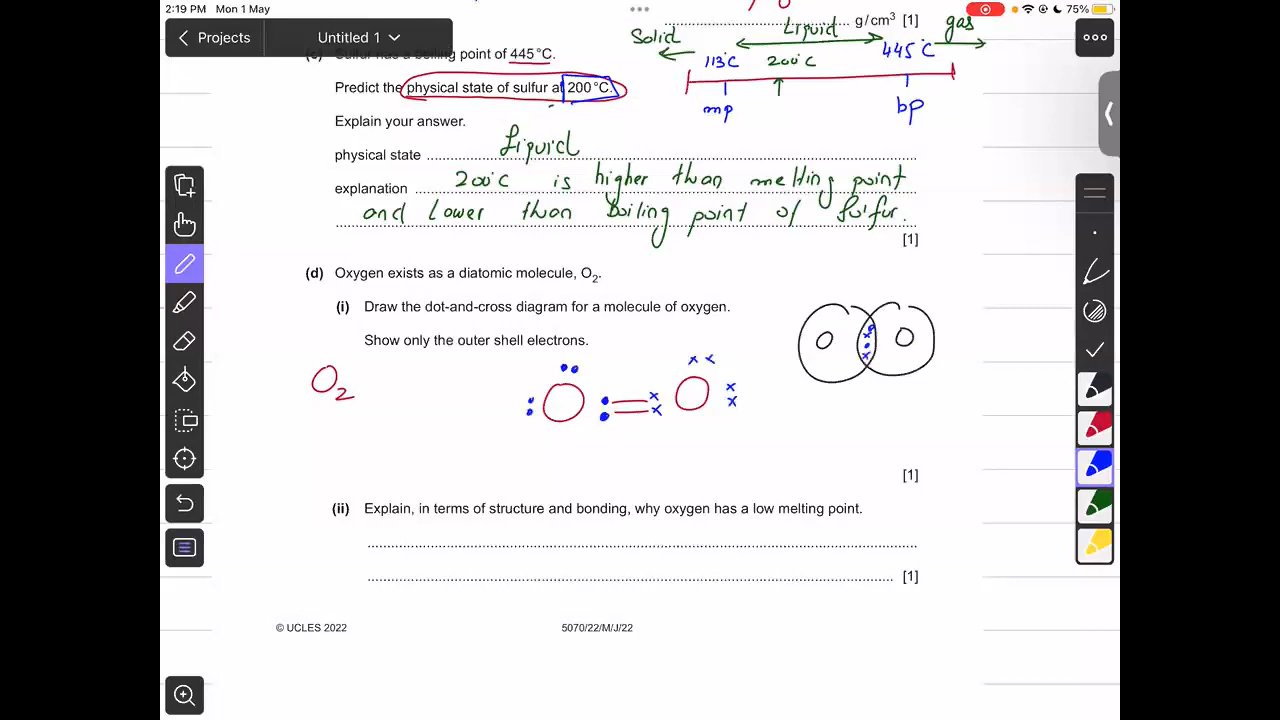 2:19 PM Mon 1 May
75%
Projects
Untitled 1
g/cm3 [1]
Solid
Liquid
gas
(c) Sulfur has a boiling point of 445 °C.
113°C
200°C
445°C
Predict the physical state of sulfur at 200 °C.
mp
bp
Explain your answer.
physical state Liquid
explanation 200°C is higher than melting point
and Lower than Boiling point of sulfur.
[1]
(d) Oxygen exists as a diatomic molecule, O2.
(i) Draw the dot-and-cross diagram for a molecule of oxygen.
Show only the outer shell electrons.
O O
O2
[1]
(ii) Explain, in terms of structure and bonding, why oxygen has a low melting point.
[1]
© UCLES 2022
5070/22/M/J/22